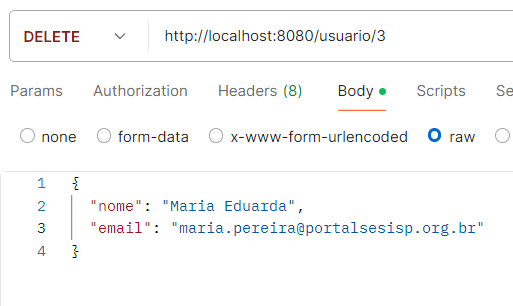 DELETE http://localhost:8080/usuario/3
Params Authorization Headers (8) Body Scripts Se
none form-data x-www-form-urlencoded raw
1 {
2 "nome": "Maria Eduarda",
3 "email": "maria.pereira@portalsesisp.org.br"
4 }